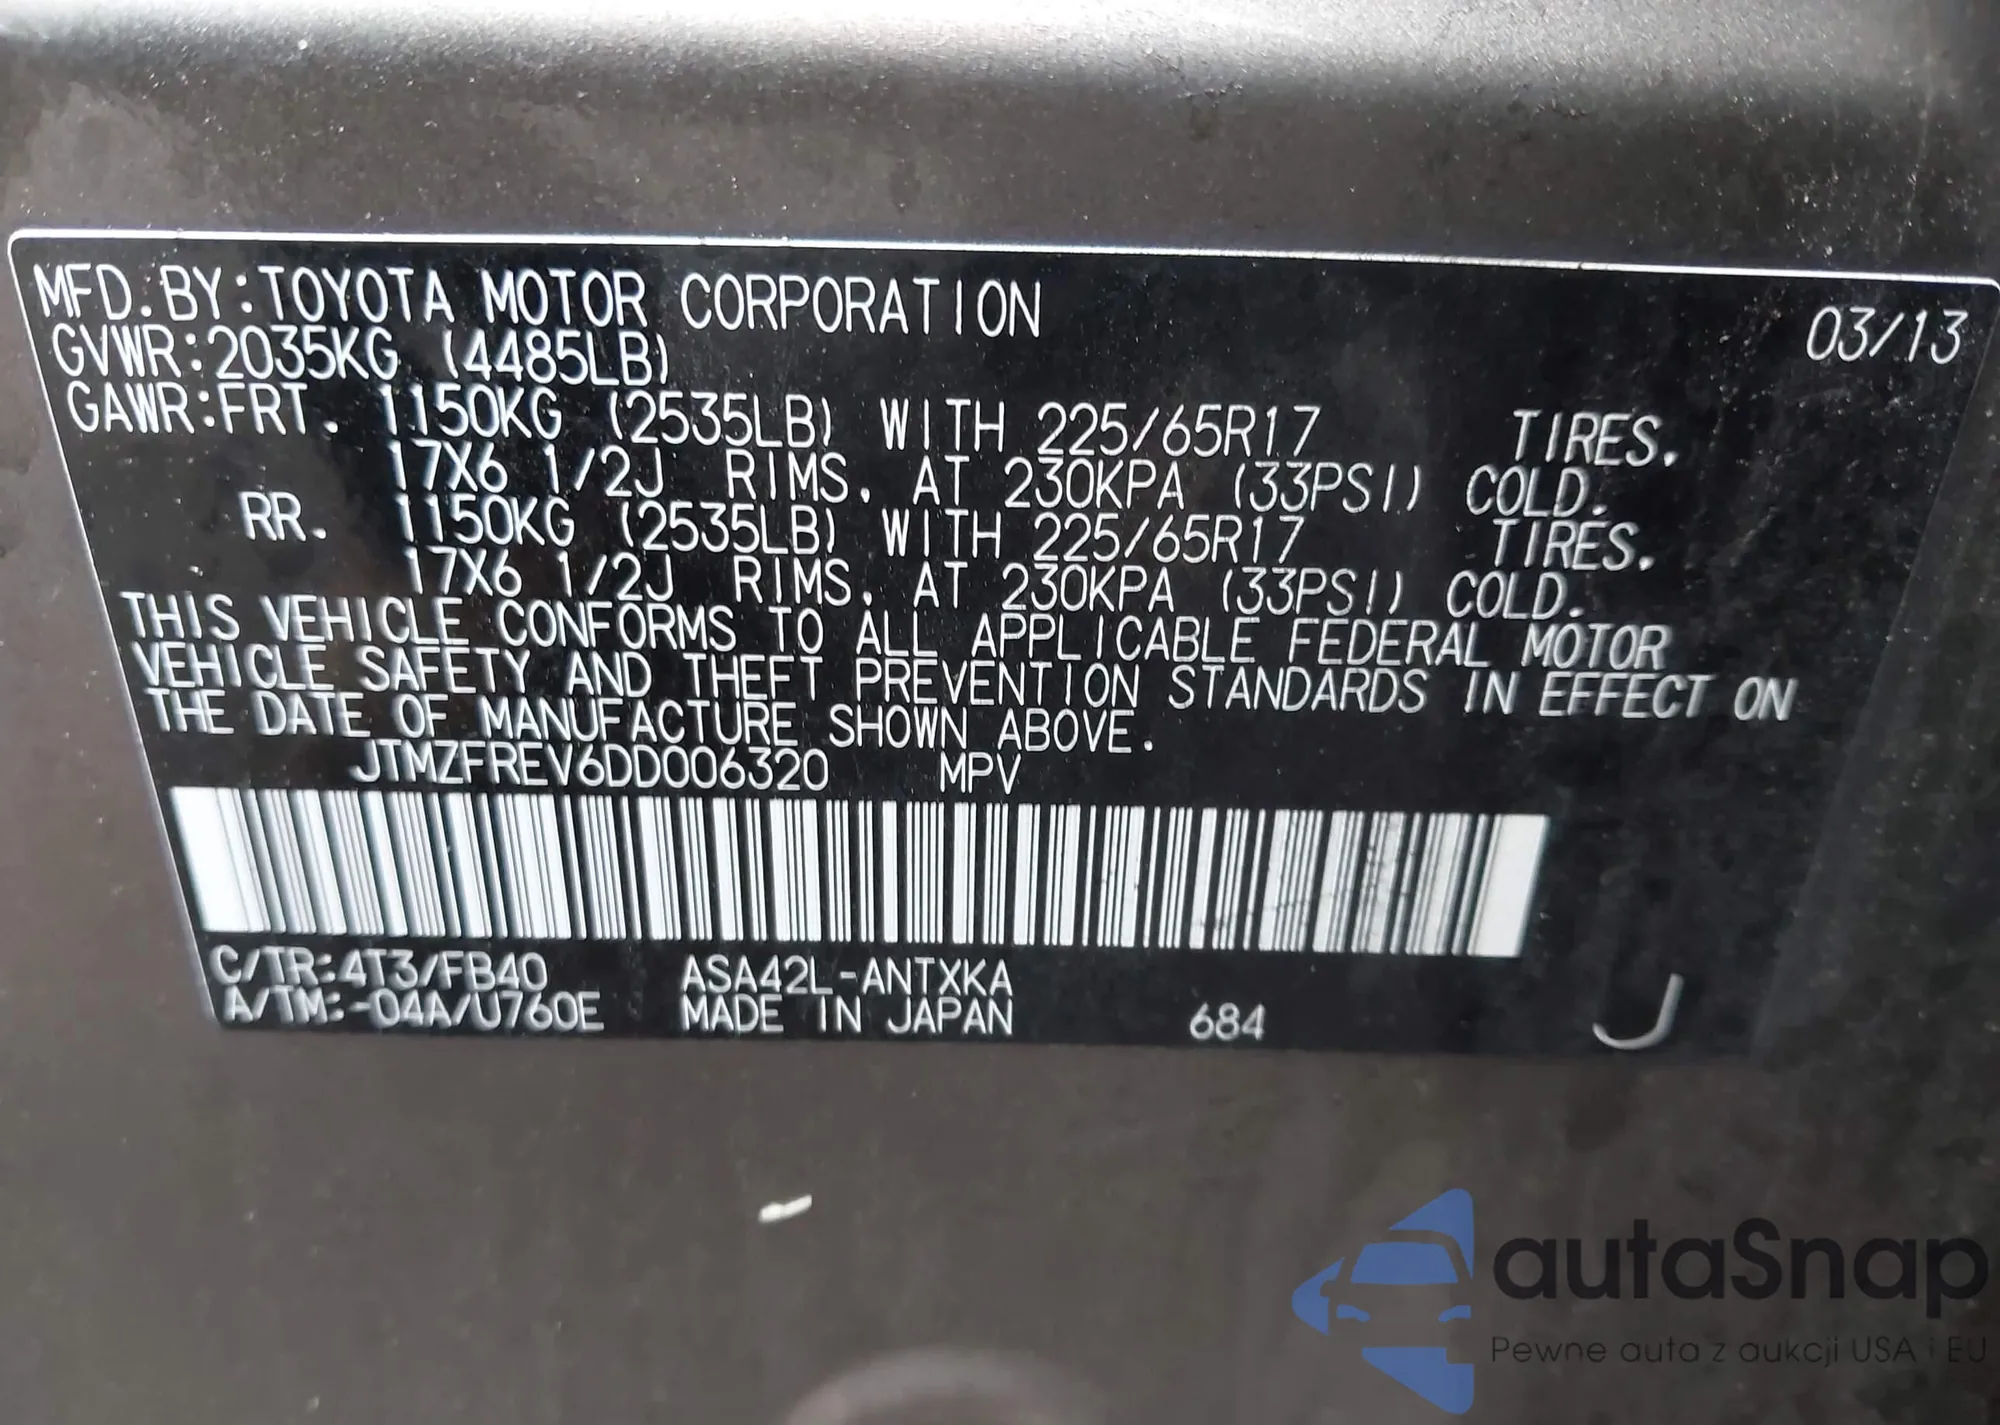 MFD. BY:TOYOTA MOTOR CORPORATION 03/13
GVWR:2035KG (4485LB)
GAWR:FRT. 1150KG (2535LB) WITH 225/65R17 TIRES.
17X6 1/2J RIMS, AT 230KPA (33PSI) COLD.
RR. 1150KG (2535LB) WITH 225/65R17 TIRES.
17X6 1/2J RIMS, AT 230KPA (33PSI) COLD.
THIS VEHICLE CONFORMS TO ALL APPLICABLE FEDERAL MOTOR
VEHICLE SAFETY AND THEFT PREVENTION STANDARDS IN EFFECT ON
THE DATE OF MANUFACTURE SHOWN ABOVE.
JTMZFREV6DD006320 MPV
C/TR:4T3/FB40 ASA42L-ANTXKA
A/TM:-04A/U760E MADE IN JAPAN 684 J
autaSnap
Pewne auta z aukcji USA i EU